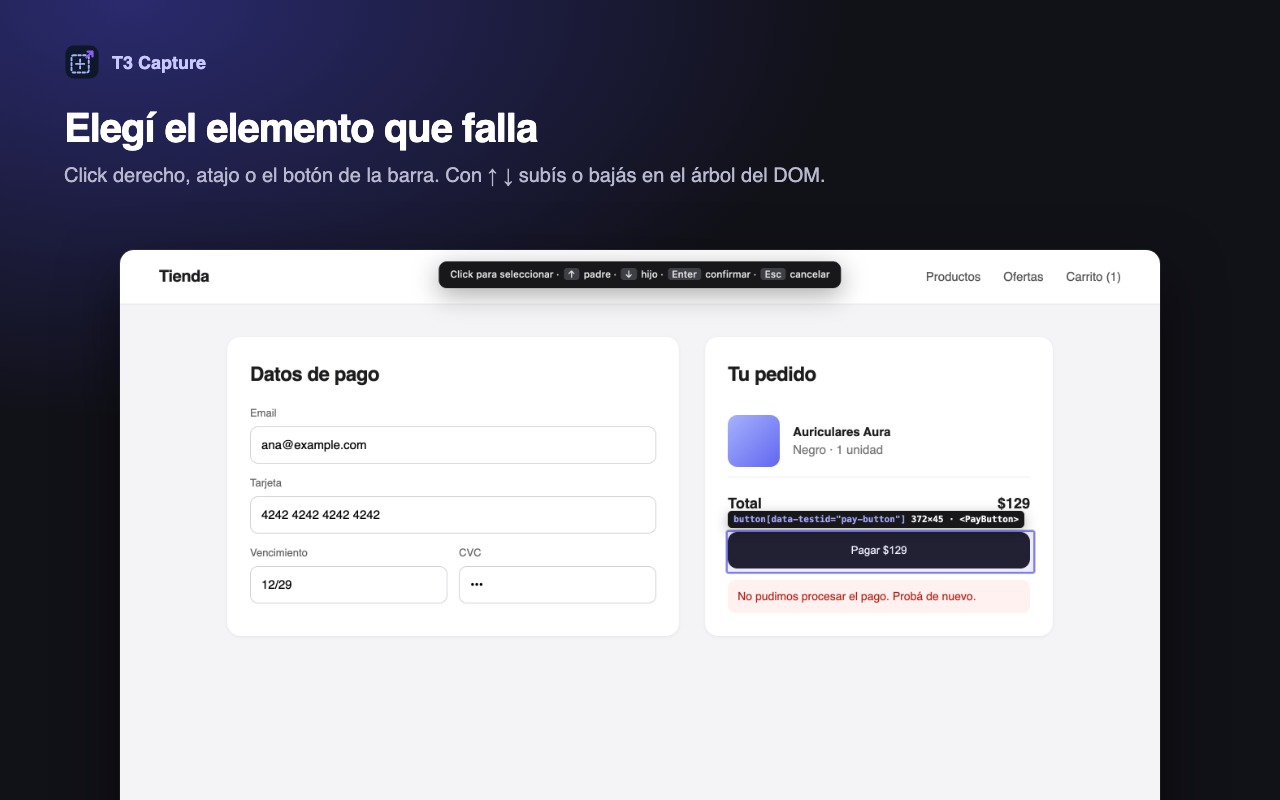 T3 Capture
Elegí el elemento que falla
Click derecho, atajo o el botón de la barra. Con ↑ ↓ subís o bajás en el árbol del DOM.
Tienda
Click para seleccionar · ↑ padre · ↓ hijo · Enter confirmar · Esc cancelar
Productos Ofertas Carrito (1)
Datos de pago
Email
ana@example.com
Tarjeta
4242 4242 4242 4242
Vencimiento CVC
12/29 •••
Tu pedido
Auriculares Aura
Negro · 1 unidad
Total $129
button[data-testid="pay-button"] 372×45 · <PayButton>
Pagar $129
No pudimos procesar el pago. Probá de nuevo.